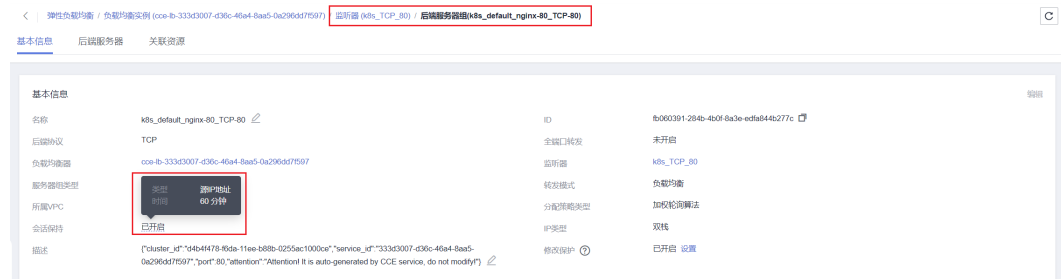 弹性负载均衡 / 负载均衡实例 (cce-lb-333d3007-d36c-46a4-8aa5-0a296dd7f597) / 监听器 (k8s_TCP_80) / 后端服务器组(k8s_default_nginx-80_TCP-80)
基本信息 后端服务器 关联资源
基本信息 编辑
名称 k8s_default_nginx-80_TCP-80 ID fb060391-284b-4b0f-8a3e-edfa844b277c
后端协议 TCP 全端口转发 未开启
负载均衡器 cce-lb-333d3007-d36c-46a4-8aa5-0a296dd7f597 监听器 k8s_TCP_80
服务器组类型 类型 源IP地址 转发模式 负载均衡
所属VPC 时间 60 分钟 分配策略类型 加权轮询算法
会话保持 已开启 IP类型 双栈
描述 {"cluster_id":"d4b4f478-f6da-11ee-b88b-0255ac1000ce","service_id":"333d3007-d36c-46a4-8aa5- 修改保护 已开启 设置
0a296dd7f597","port":80,"attention":"Attention! It is auto-generated by CCE service, do not modify!"}